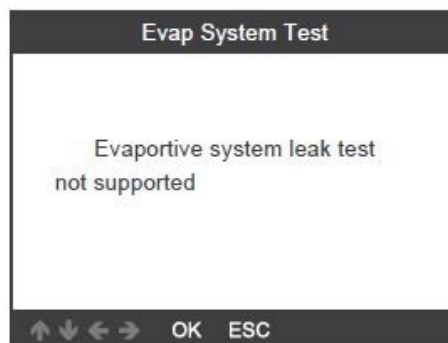 Evap System Test
Evaportive system leak test
not supported
OK ESC